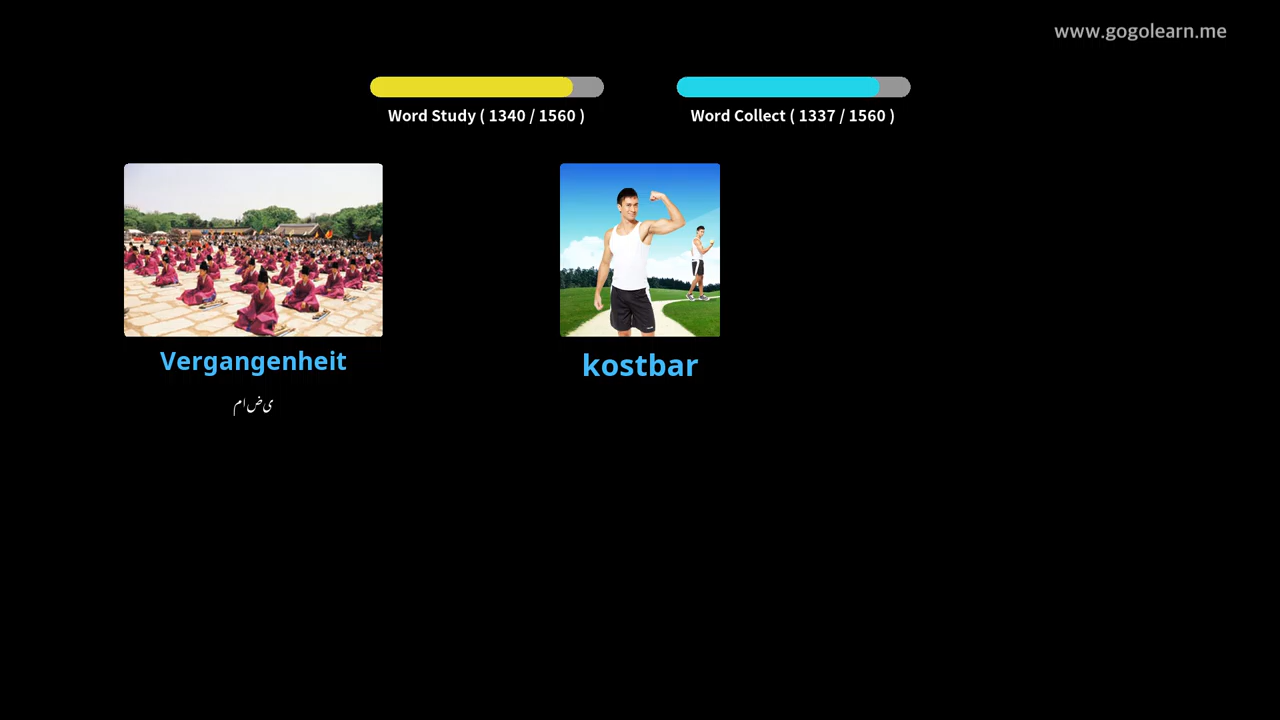 www.gogolearn.me
Word Study ( 1340 / 1560 )
Word Collect ( 1337 / 1560 )
Vergangenheit
ماضی
kostbar